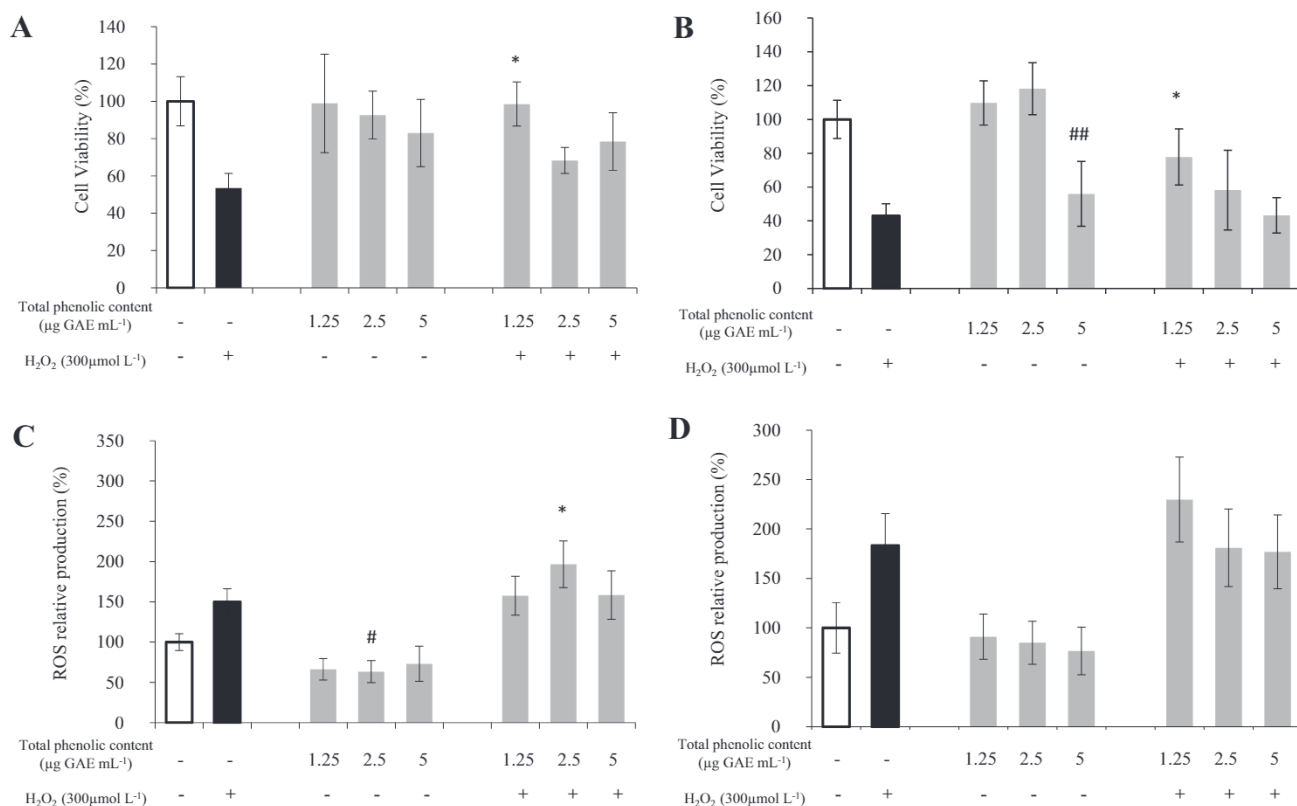 A
Cell Viability (%)
140
120
100
80
60
40
20
0
*
Total phenolic content
(µg GAE mL-1)
- - 1.25 2.5 5 1.25 2.5 5
H2O2 (300µmol L-1)
- + - - - + + +
B
Cell Viability (%)
160
140
120
100
80
60
40
20
0
##
*
Total phenolic content
(µg GAE mL-1)
- - 1.25 2.5 5 1.25 2.5 5
H2O2 (300µmol L-1)
- + - - - + + +
C
ROS relative production (%)
350
300
250
200
150
100
50
0
#
*
Total phenolic content
(µg GAE mL-1)
- - 1.25 2.5 5 1.25 2.5 5
H2O2 (300µmol L-1)
- + - - - + + +
D
ROS relative production (%)
300
250
200
150
100
50
0
Total phenolic content
(µg GAE mL-1)
- - 1.25 2.5 5 1.25 2.5 5
H2O2 (300µmol L-1)
- + - - - + + +